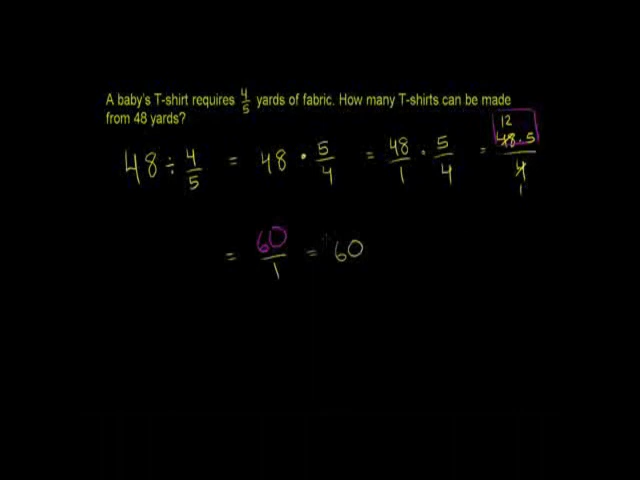 A baby's T-shirt requires 4/5 yards of fabric. How many T-shirts can be made
from 48 yards?
48 ÷ 4/5 = 48 · 5/4 = 48/1 · 5/4 = 12 48 · 5 / 4 1
= 60/1 = 60